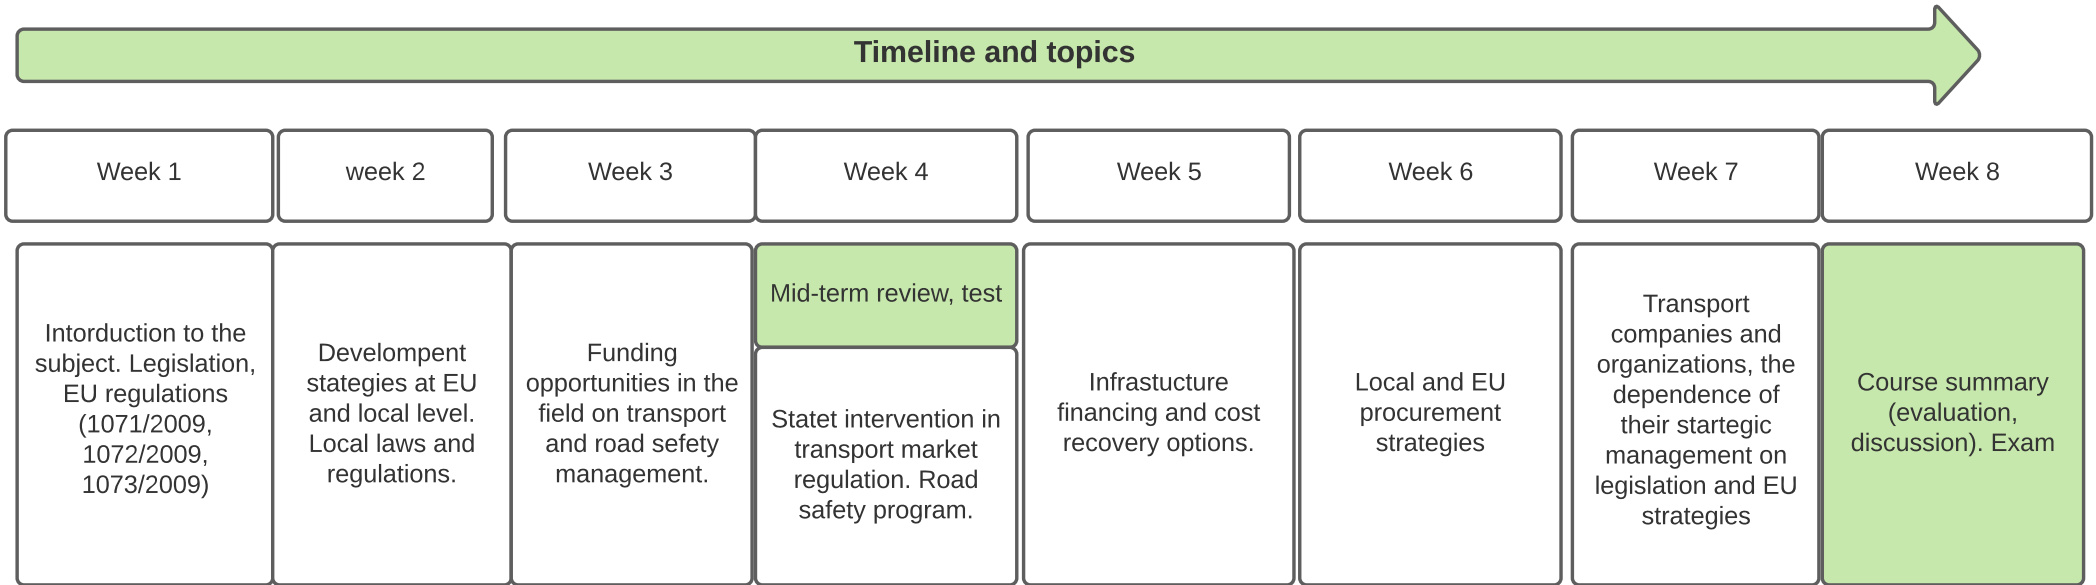 Timeline and topics
Week 1
week 2
Week 3
Week 4
Week 5
Week 6
Week 7
Week 8
Intorduction to the
subject. Legislation,
EU regulations
(1071/2009,
1072/2009,
1073/2009)
Develompent
stategies at EU
and local level.
Local laws and
regulations.
Funding
opportunities in the
field on transport
and road sefety
management.
Mid-term review, test
Statet intervention in
transport market
regulation. Road
safety program.
Infrastucture
financing and cost
recovery options.
Local and EU
procurement
strategies
Transport
companies and
organizations, the
dependence of
their startegic
management on
legislation and EU
strategies
Course summary
(evaluation,
discussion). Exam